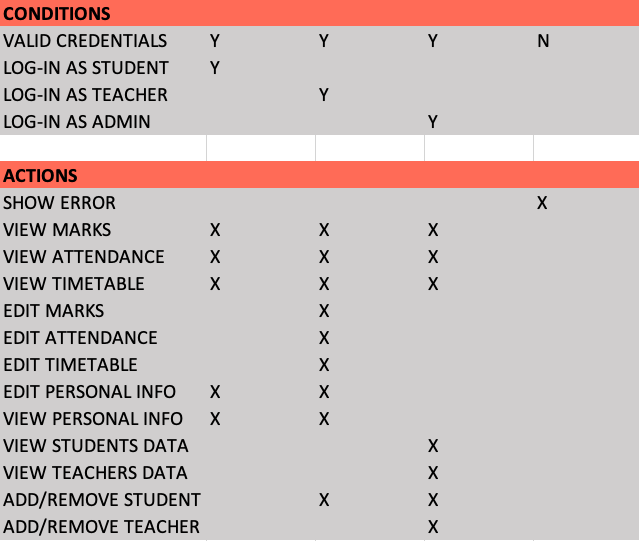 CONDITIONS
VALID CREDENTIALS Y Y Y N
LOG-IN AS STUDENT Y
LOG-IN AS TEACHER Y
LOG-IN AS ADMIN Y
ACTIONS
SHOW ERROR X
VIEW MARKS X X X
VIEW ATTENDANCE X X X
VIEW TIMETABLE X X X
EDIT MARKS X
EDIT ATTENDANCE X
EDIT TIMETABLE X
EDIT PERSONAL INFO X X
VIEW PERSONAL INFO X X
VIEW STUDENTS DATA X
VIEW TEACHERS DATA X
ADD/REMOVE STUDENT X X
ADD/REMOVE TEACHER X